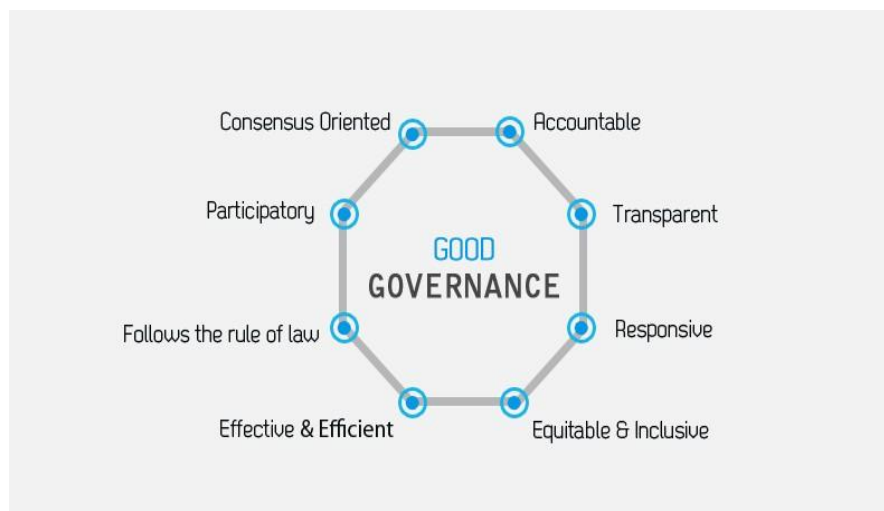 Consensus Oriented
Accountable
Participatory
Transparent
GOOD
GOVERNANCE
Follows the rule of law
Responsive
Effective & Efficient
Equitable & Inclusive